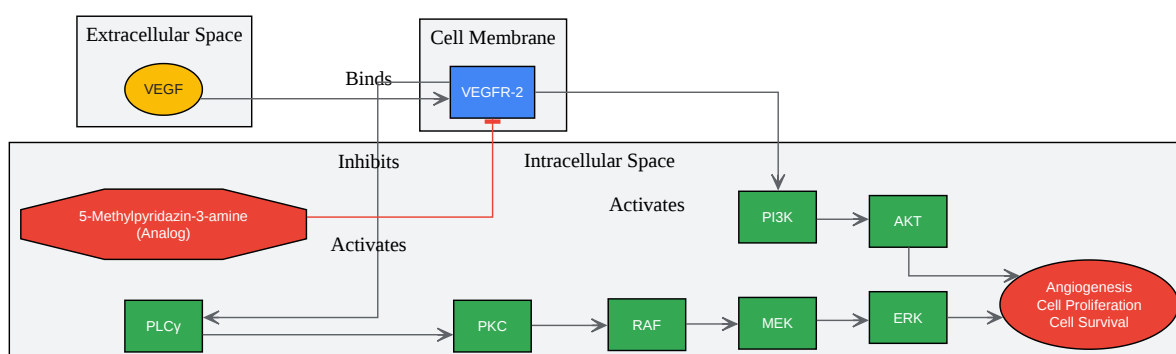 Extracellular Space
Cell Membrane
Binds
VEGF
VEGFR-2
Inhibits
Intracellular Space
5-Methylpyridazin-3-amine
(Analog)
Activates
PI3K
AKT
Activates
Angiogenesis
Cell Proliferation
Cell Survival
PLCγ
PKC
RAF
MEK
ERK